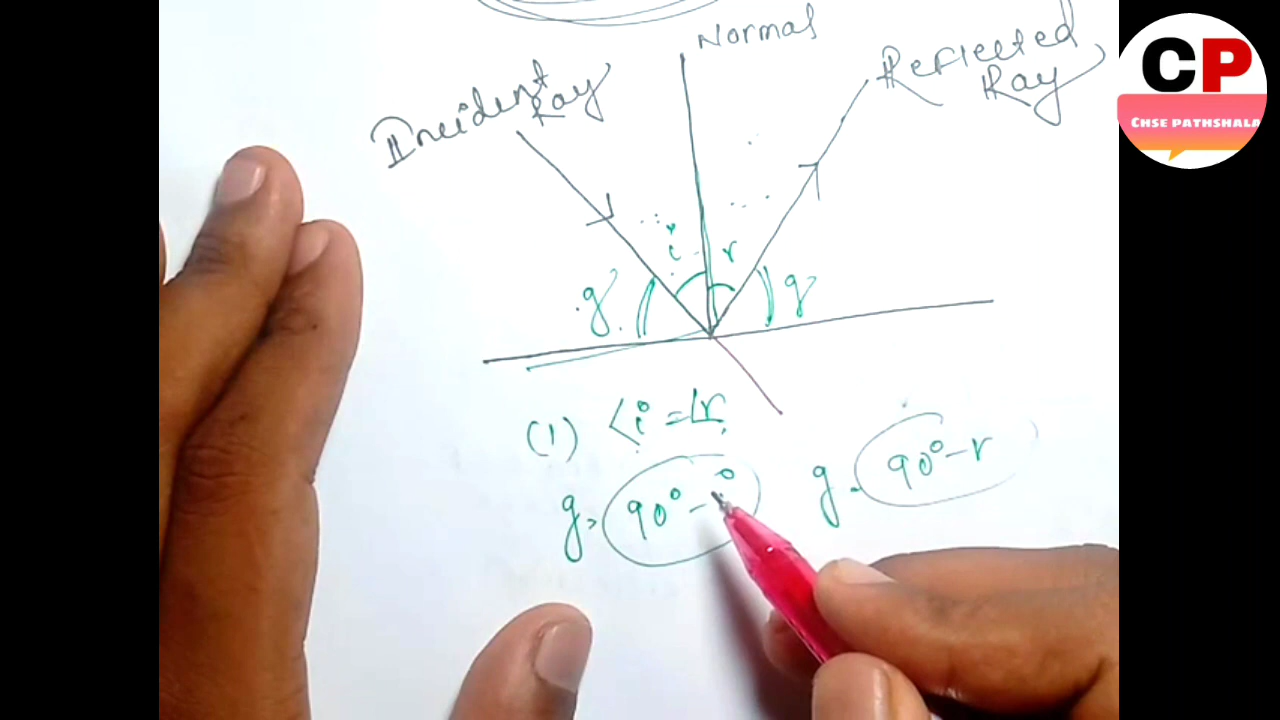 Normal
Incident
Ray
Reflected
Ray
CP
CHSE PATHSHALA
i
r
g
g
(1) ∠i = ∠r
g = 90° - i
g = 90° - r